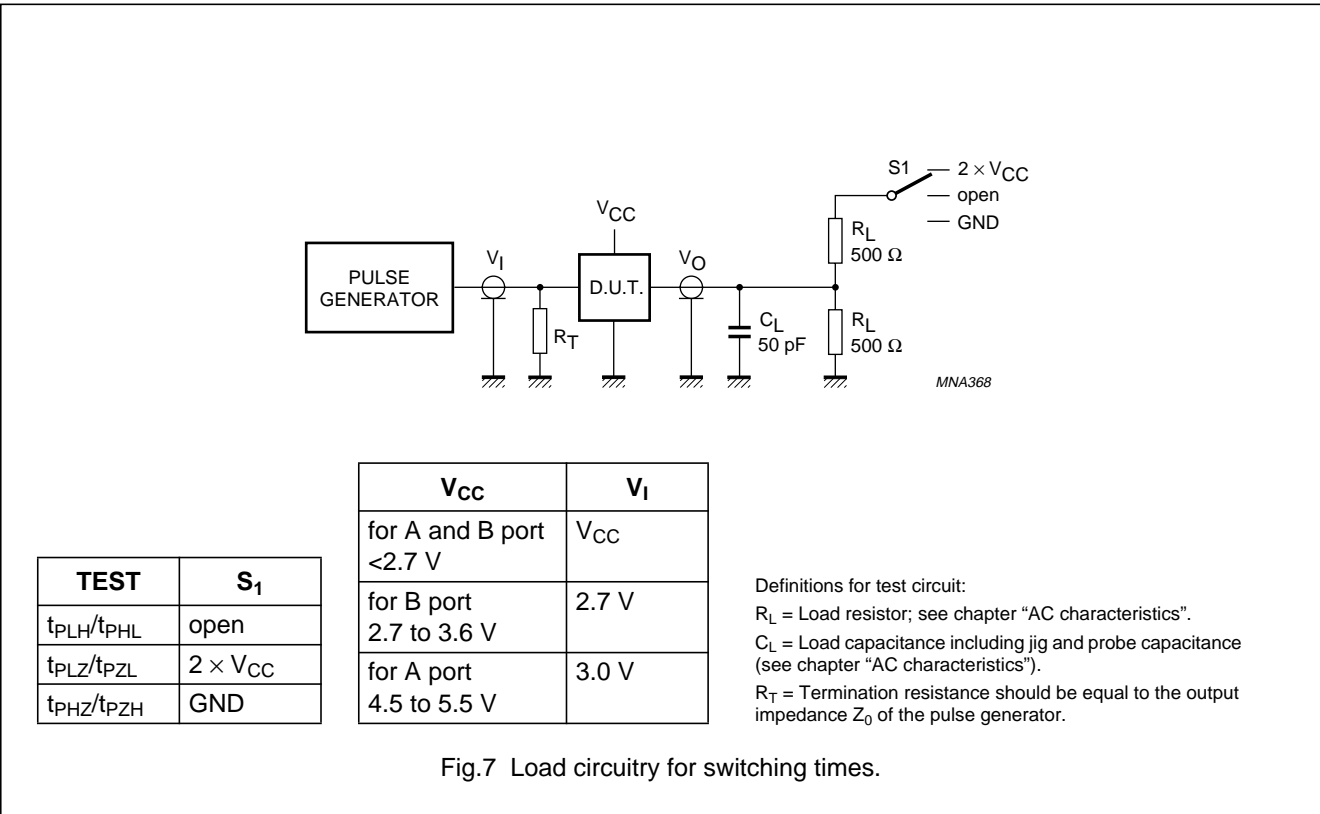 S1
2 × VCC
open
GND
VCC
RL
500 Ω
VI
VO
PULSE
GENERATOR
D.U.T.
RT
CL
50 pF
RL
500 Ω
MNA368
VCC VI
for A and B port
<2.7 V
VCC
for B port
2.7 to 3.6 V
2.7 V
for A port
4.5 to 5.5 V
3.0 V
TEST S1
tPLH/tPHL open
tPLZ/tPZL 2 × VCC
tPHZ/tPZH GND
Definitions for test circuit:
RL = Load resistor; see chapter “AC characteristics”.
CL = Load capacitance including jig and probe capacitance
(see chapter “AC characteristics”).
RT = Termination resistance should be equal to the output
impedance Z0 of the pulse generator.
Fig.7 Load circuitry for switching times.